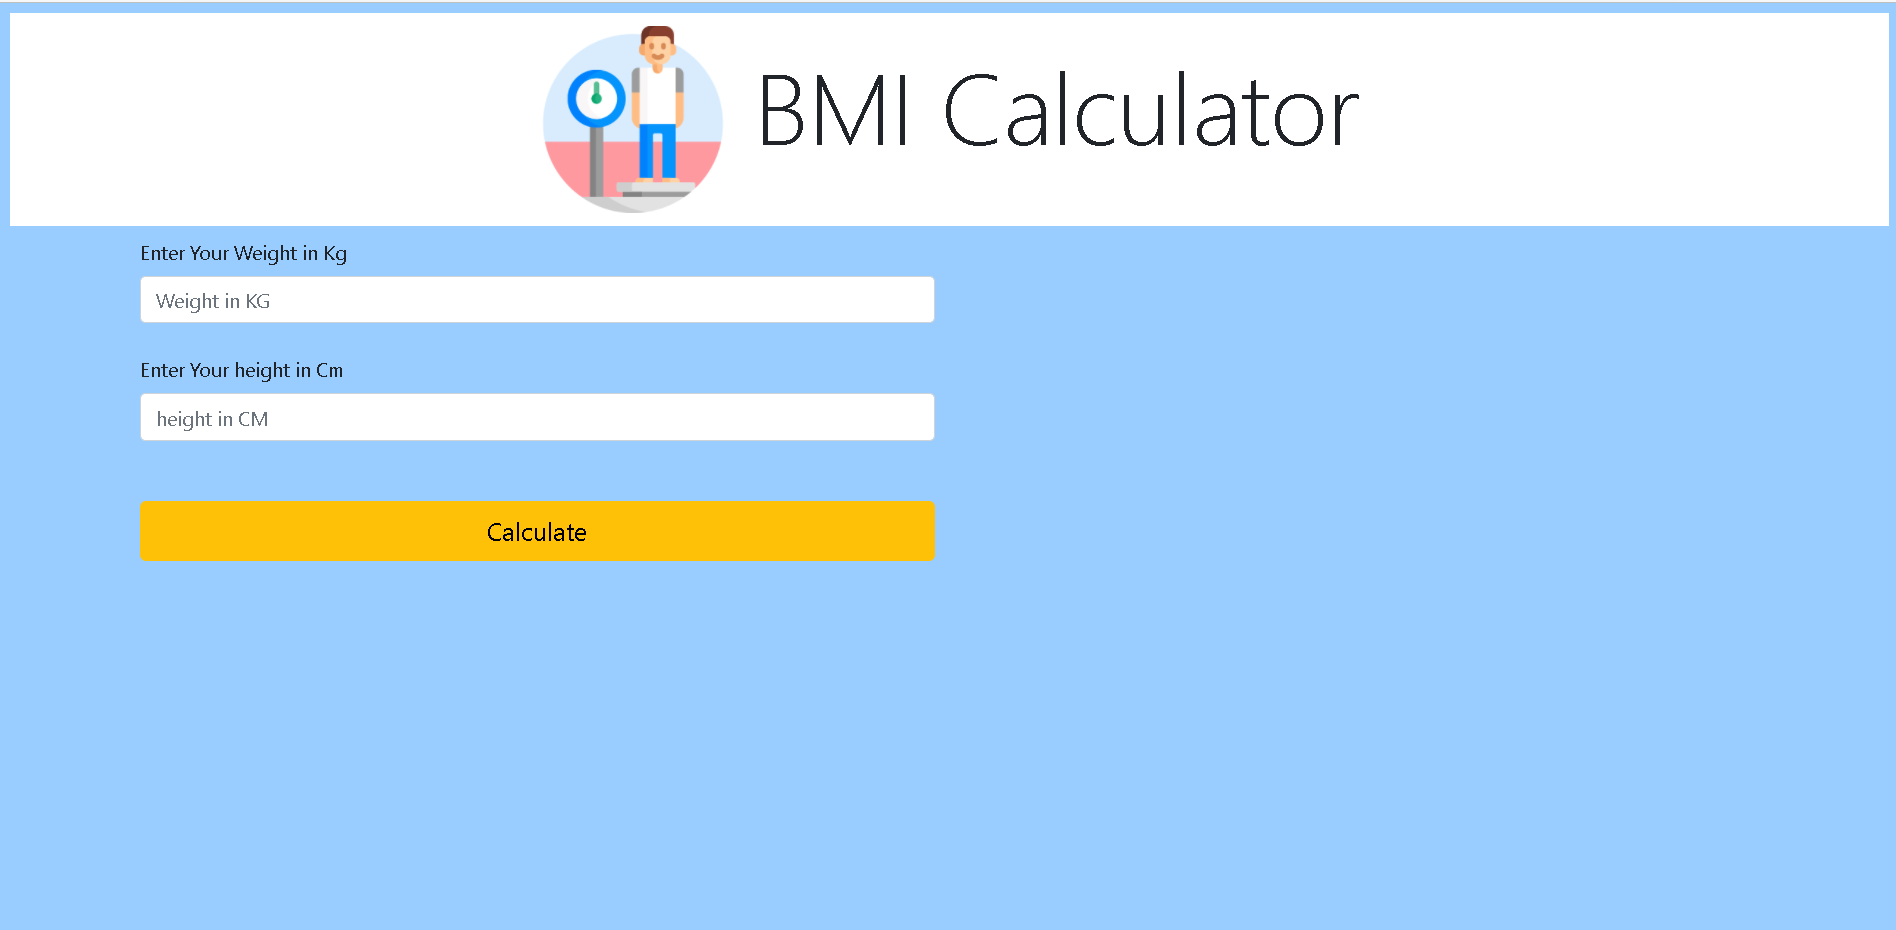 BMI Calculator
Enter Your Weight in Kg
Weight in KG
Enter Your height in Cm
height in CM
Calculate